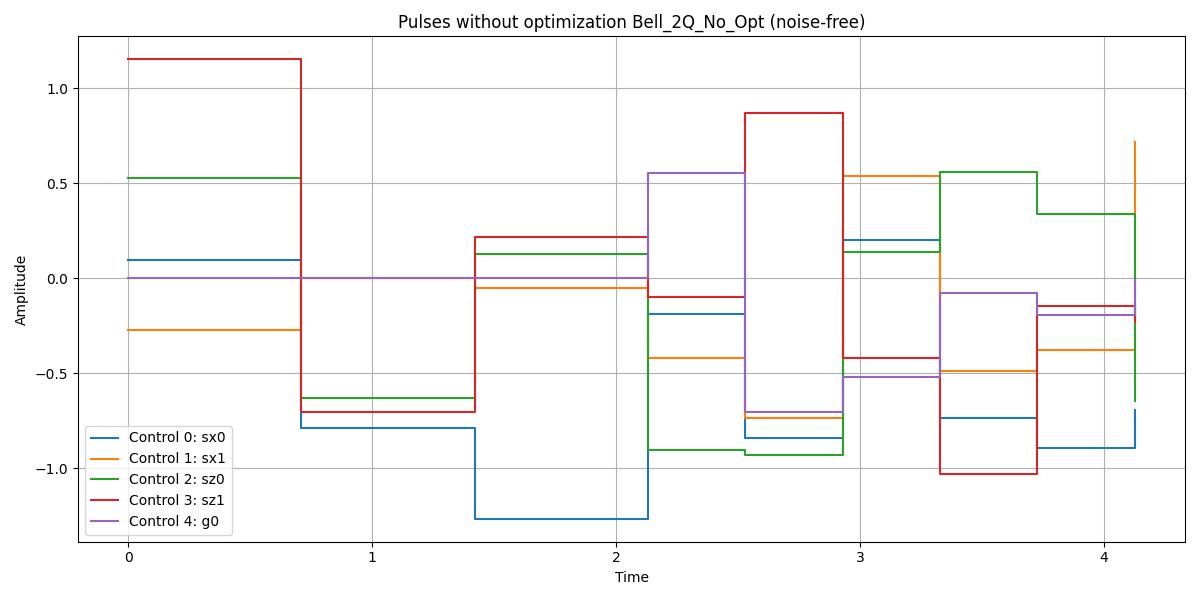 Pulses without optimization Bell_2Q_No_Opt (noise-free)
1.0
0.5
0.0
−0.5
−1.0
Amplitude
Control 0: sx0
Control 1: sx1
Control 2: sz0
Control 3: sz1
Control 4: g0
0 1 2 3 4
Time